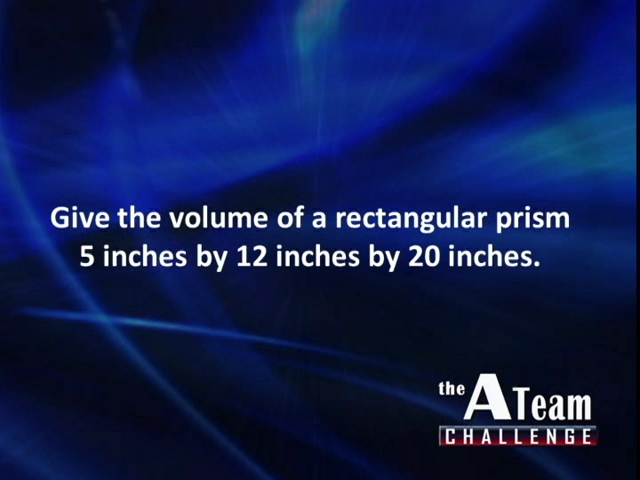 Give the volume of a rectangular prism
5 inches by 12 inches by 20 inches.
the A Team
CHALLENGE